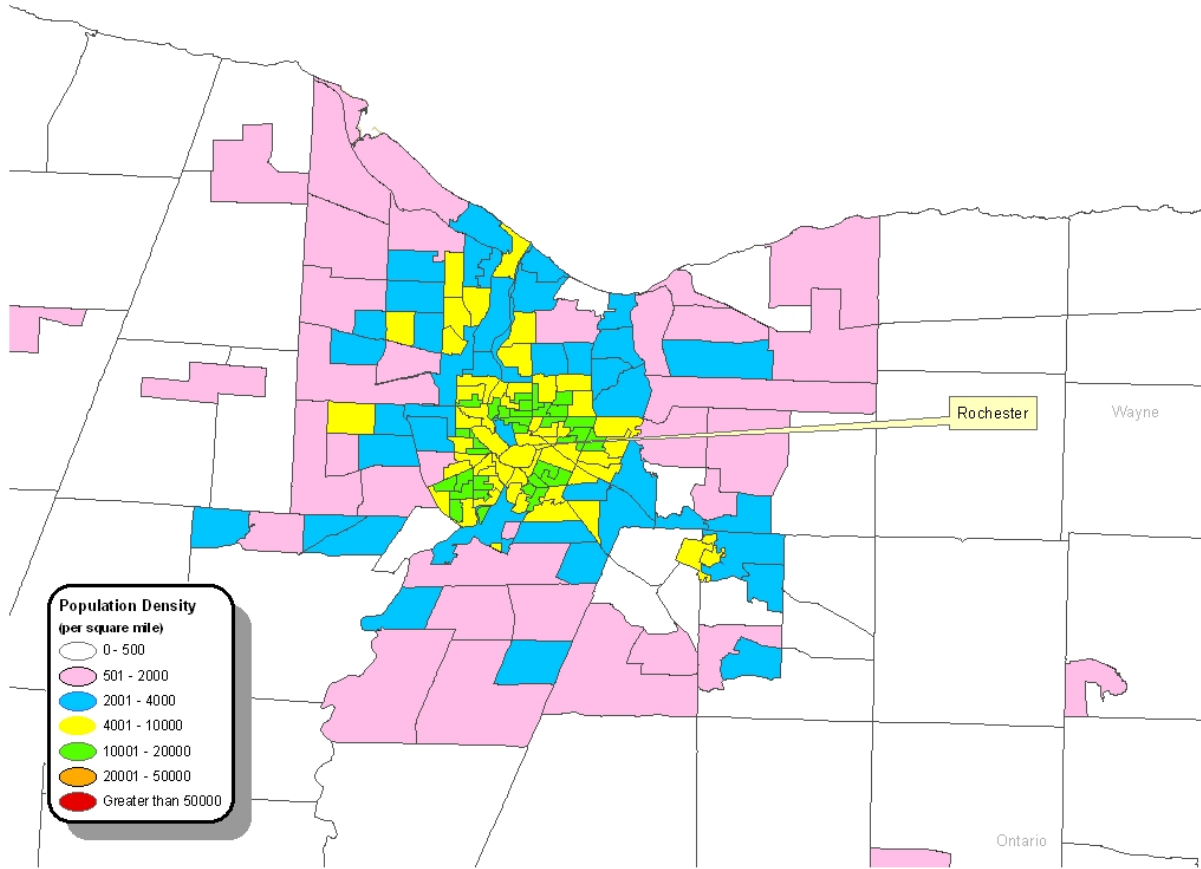 Rochester
Wayne
Population Density
(per square mile)
0 - 500
501 - 2000
2001 - 4000
4001 - 10000
10001 - 20000
20001 - 50000
Greater than 50000
Ontario